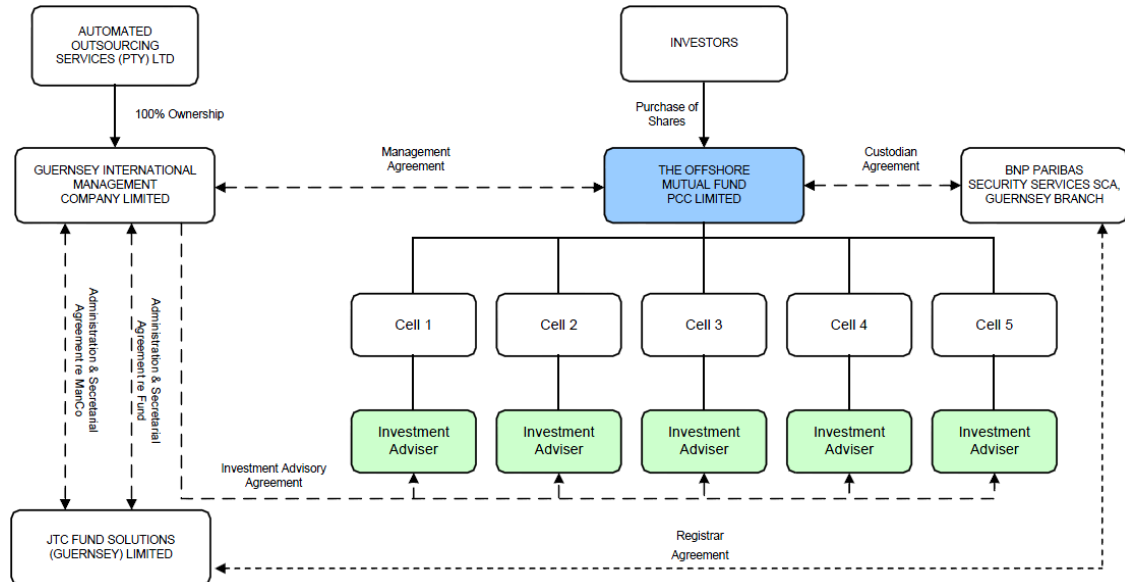 AUTOMATED
OUTSOURCING
SERVICES (PTY) LTD
INVESTORS
100% Ownership
Purchase of
Shares
GUERNSEY INTERNATIONAL
MANAGEMENT
COMPANY LIMITED
Management
Agreement
THE OFFSHORE
MUTUAL FUND
PCC LIMITED
Custodian
Agreement
BNP PARIBAS
SECURITY SERVICES SCA,
GUERNSEY BRANCH
Administration & Secretarial
Agreement re ManCo
Administration & Secretarial
Agreement re Fund
Cell 1
Cell 2
Cell 3
Cell 4
Cell 5
Investment
Adviser
Investment
Adviser
Investment
Adviser
Investment
Adviser
Investment
Adviser
Investment Advisory
Agreement
JTC FUND SOLUTIONS
(GUERNSEY) LIMITED
Registrar
Agreement